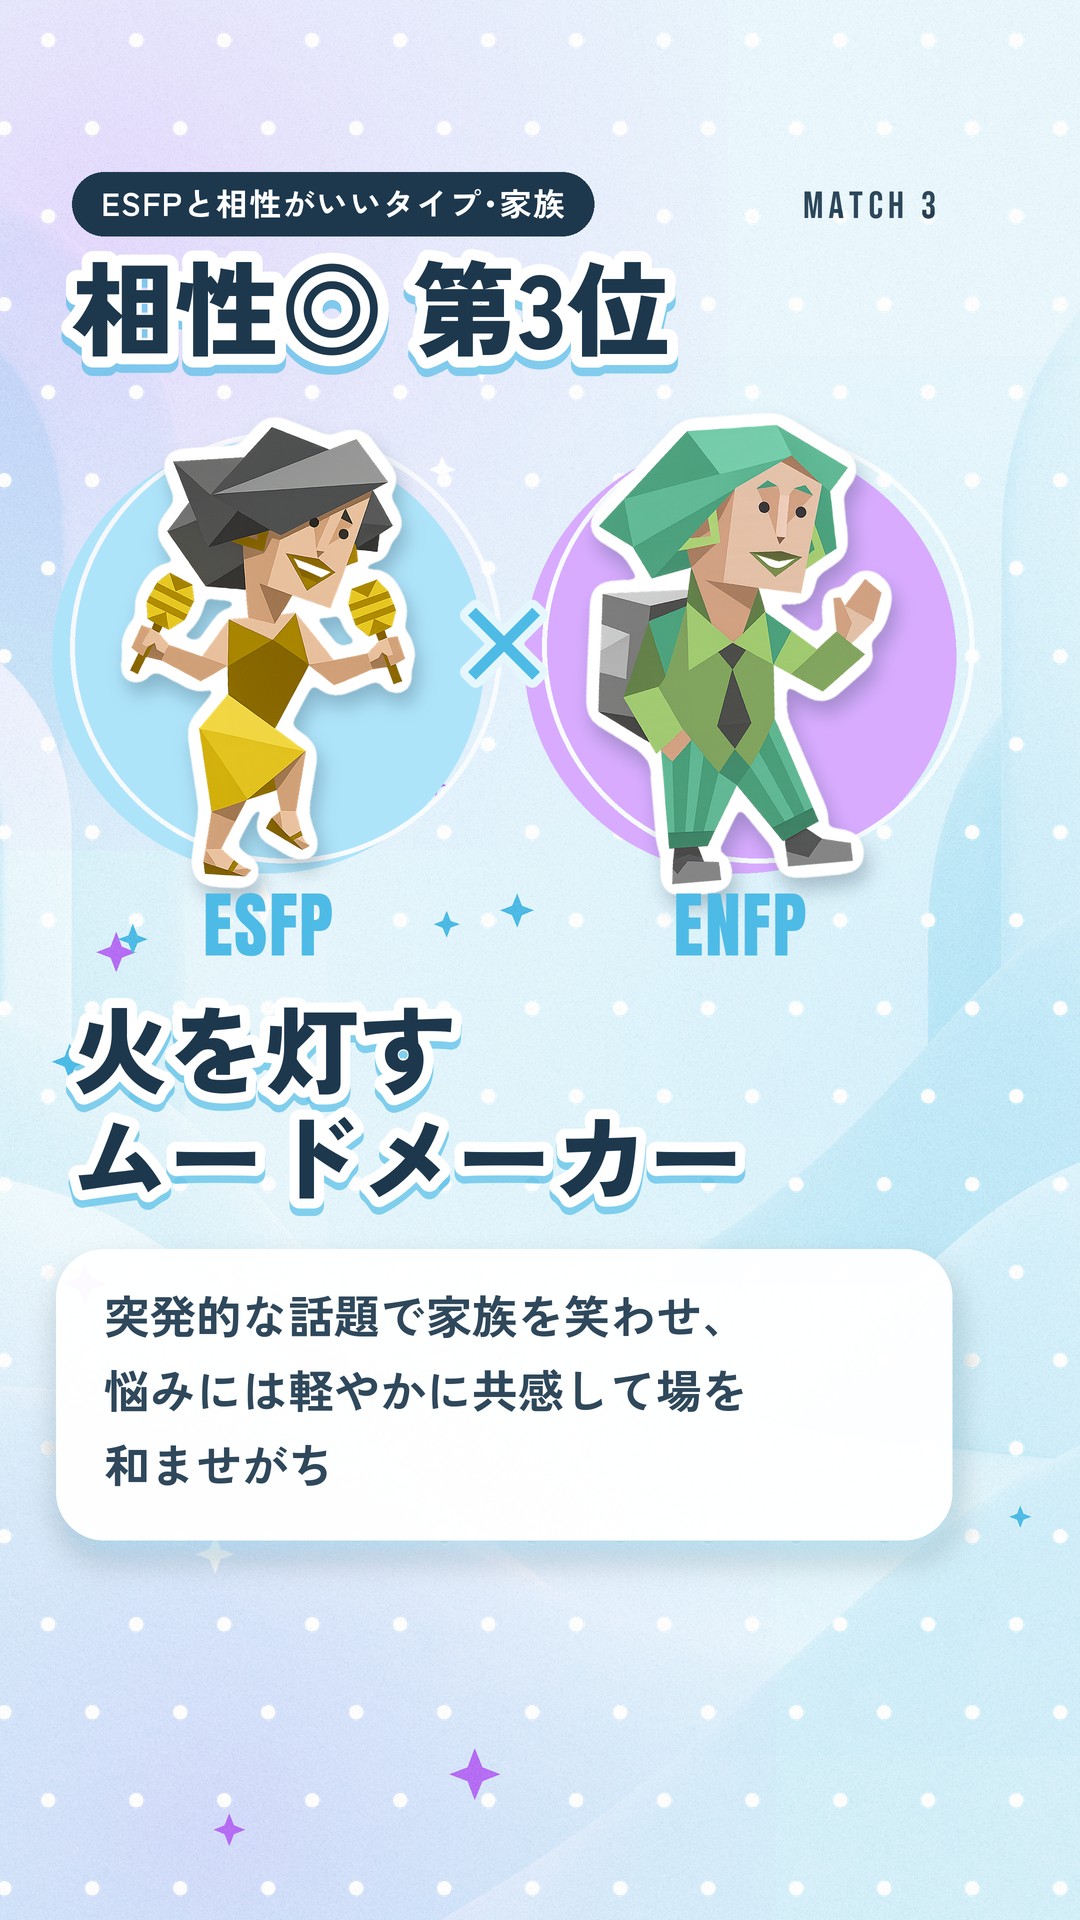 ESFPと相性がいいタイプ･家族
MATCH 3
相性◎ 第3位
ESFP
×
ENFP
火を灯す
ムードメーカー
突発的な話題で家族を笑わせ、
悩みには軽やかに共感して場を
和ませがち